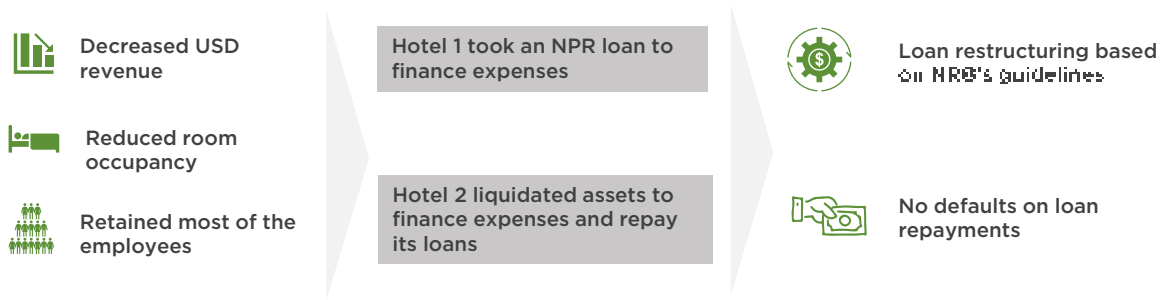 Decreased USD
revenue
Reduced room
occupancy
Retained most of the
employees
Hotel 1 took an NPR loan to
finance expenses
Hotel 2 liquidated assets to
finance expenses and repay
its loans
Loan restructuring based
on guidelines
No defaults on loan
repayments
$